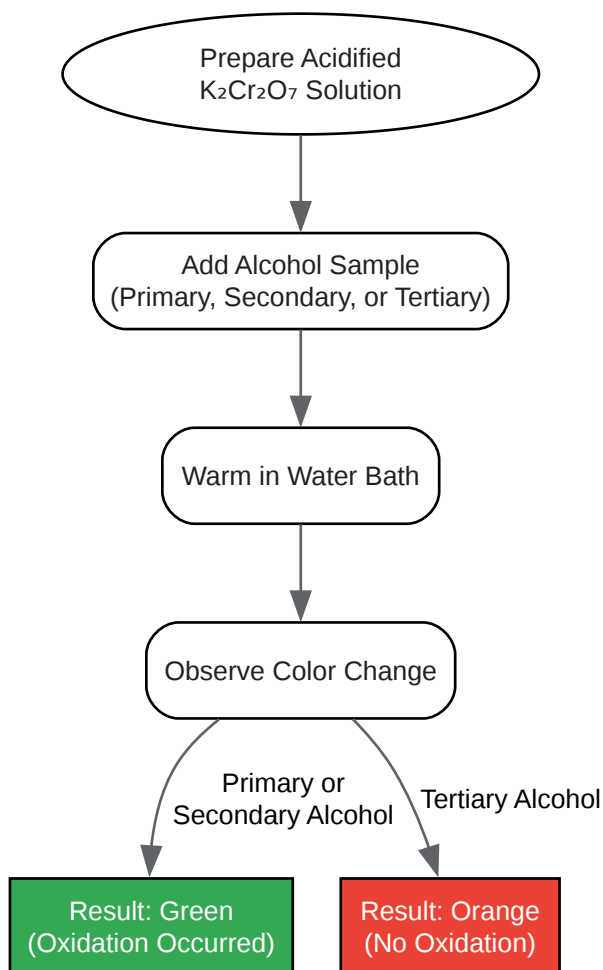 Prepare Acidified
K₂Cr₂O₇ Solution
Add Alcohol Sample
(Primary, Secondary, or Tertiary)
Warm in Water Bath
Observe Color Change
Primary or
Secondary Alcohol
Tertiary Alcohol
Result: Green
(Oxidation Occurred)
Result: Orange
(No Oxidation)